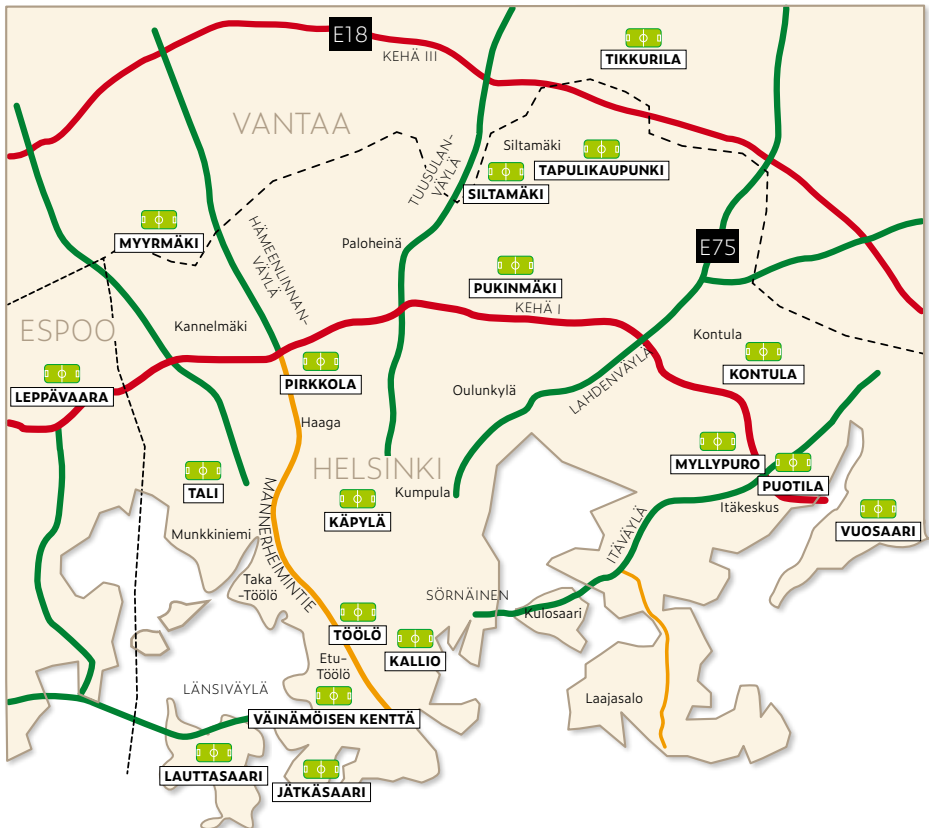 E18
KEHÄ III
TIKKURILA
VANTAA
TUUSULAN-
VÄYLÄ
Siltamäki
TAPULIKAUPUNKI
SILTAMÄKI
MYYRMÄKI
HÄMEENLINNAN-
VÄYLÄ
Paloheinä
E75
PUKINMÄKI
KEHÄ I
ESPOO
Kannelmäki
Kontula
KONTULA
LEPPÄVAARA
PIRKKOLA
Oulunkylä
LAHDENVÄYLÄ
Haaga
HELSINKI
MYLLYPURO
PUOTILA
TALI
Kumpula
KÄPYLÄ
Itäkeskus
VUOSAARI
Munkkiniemi
MANNERHEIMINTIE
ITÄVÄYLÄ
Taka
-Töölö
SÖRNÄINEN
Kulosaari
TÖÖLÖ
KALLIO
Etu-
Töölö
LÄNSIVÄYLÄ
Laajasalo
VÄINÄMÖISEN KENTTÄ
LAUTTASAARI
JÄTKÄSAARI